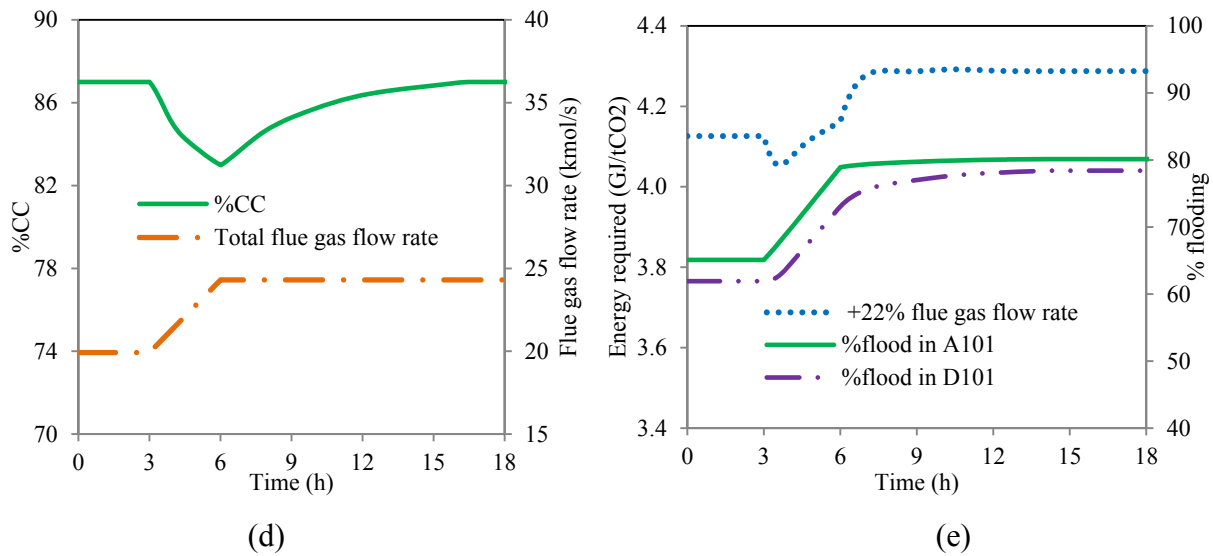 90
86
82
78
74
70
%CC
40
35
30
25
20
15
Flue gas flow rate (kmol/s)
%CC
Total flue gas flow rate
0 3 6 9 12 15 18
Time (h)
(d)
4.4
4.2
4.0
3.8
3.6
3.4
Energy required (GJ/tCO2)
100
90
80
70
60
50
40
% flooding
+22% flue gas flow rate
%flood in A101
%flood in D101
0 3 6 9 12 15 18
Time (h)
(e)